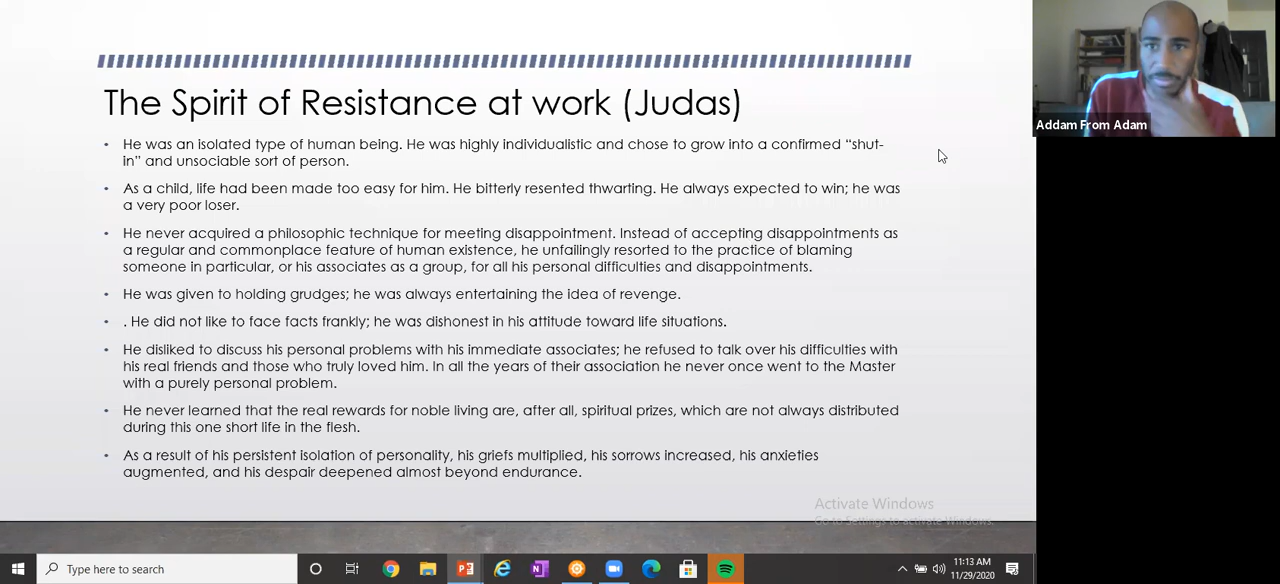 The Spirit of Resistance at work (Judas)
• He was an isolated type of human being. He was highly individualistic and chose to grow into a confirmed “shut-
in” and unsociable sort of person.
• As a child, life had been made too easy for him. He bitterly resented thwarting. He always expected to win; he was
a very poor loser.
• He never acquired a philosophic technique for meeting disappointment. Instead of accepting disappointments as
a regular and commonplace feature of human existence, he unfailingly resorted to the practice of blaming
someone in particular, or his associates as a group, for all his personal difficulties and disappointments.
• He was given to holding grudges; he was always entertaining the idea of revenge.
• . He did not like to face facts frankly; he was dishonest in his attitude toward life situations.
• He disliked to discuss his personal problems with his immediate associates; he refused to talk over his difficulties with
his real friends and those who truly loved him. In all the years of their association he never once went to the Master
with a purely personal problem.
• He never learned that the real rewards for noble living are, after all, spiritual prizes, which are not always distributed
during this one short life in the flesh.
• As a result of his persistent isolation of personality, his griefs multiplied, his sorrows increased, his anxieties
augmented, and his despair deepened almost beyond endurance.
Addam From Adam
Activate Windows
Go to Settings to activate Windows.
Type here to search
11:13 AM
11/29/2020